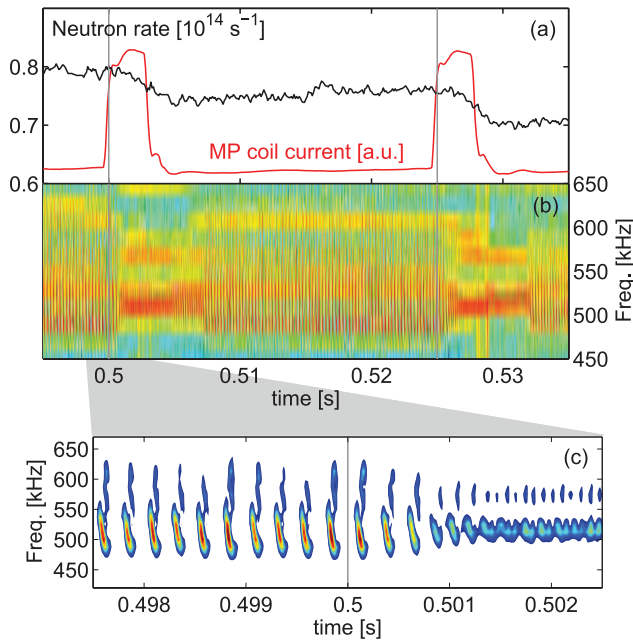 Neutron rate [10¹⁴ s⁻¹] (a)
0.8
0.7
MP coil current [a.u.]
0.6 650
(b)
600
550
500
450
Freq. [kHz]
0.5 0.51 0.52 0.53
time [s]
(c)
650
600
550
500
450
Freq. [kHz]
0.498 0.499 0.5 0.501 0.502
time [s]